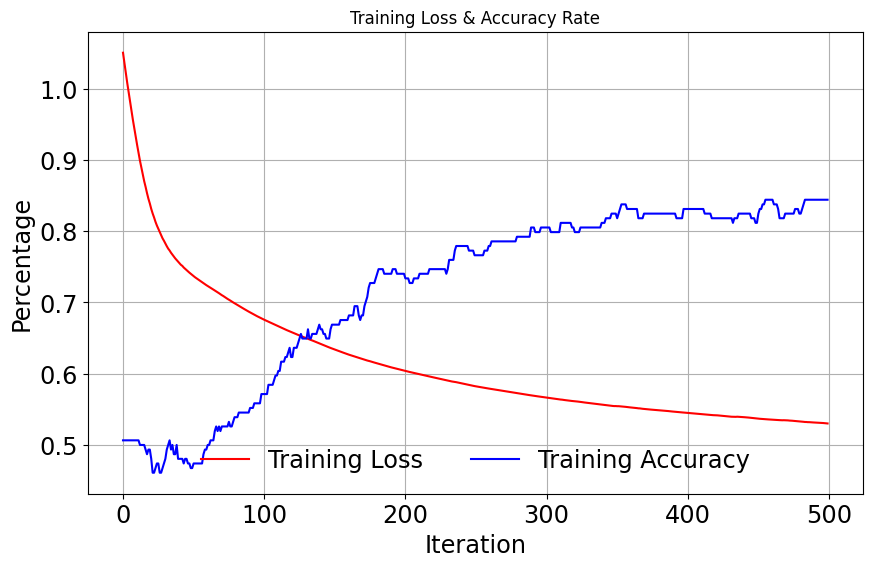 Training Loss & Accuracy Rate
Percentage
1.0
0.9
0.8
0.7
0.6
0.5
Training Loss
Training Accuracy
0
100
200
300
400
500
Iteration